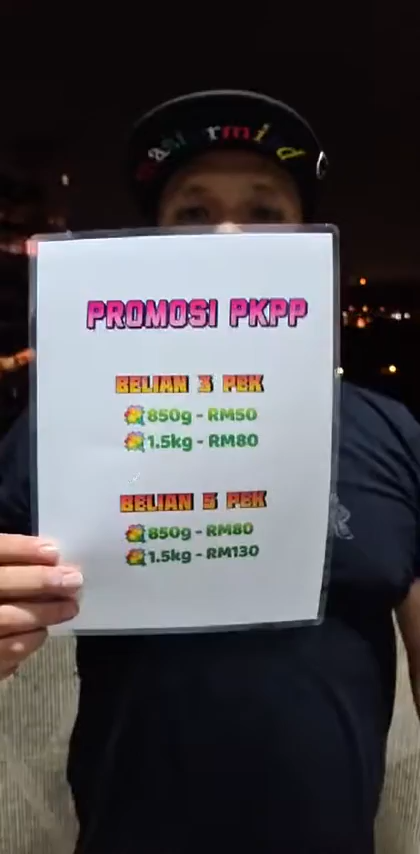 PROMOSI PKPP
BELIAN 3 PEK
850g - RM50
1.5kg - RM80
BELIAN 5 PEK
850g - RM80
1.5kg - RM130